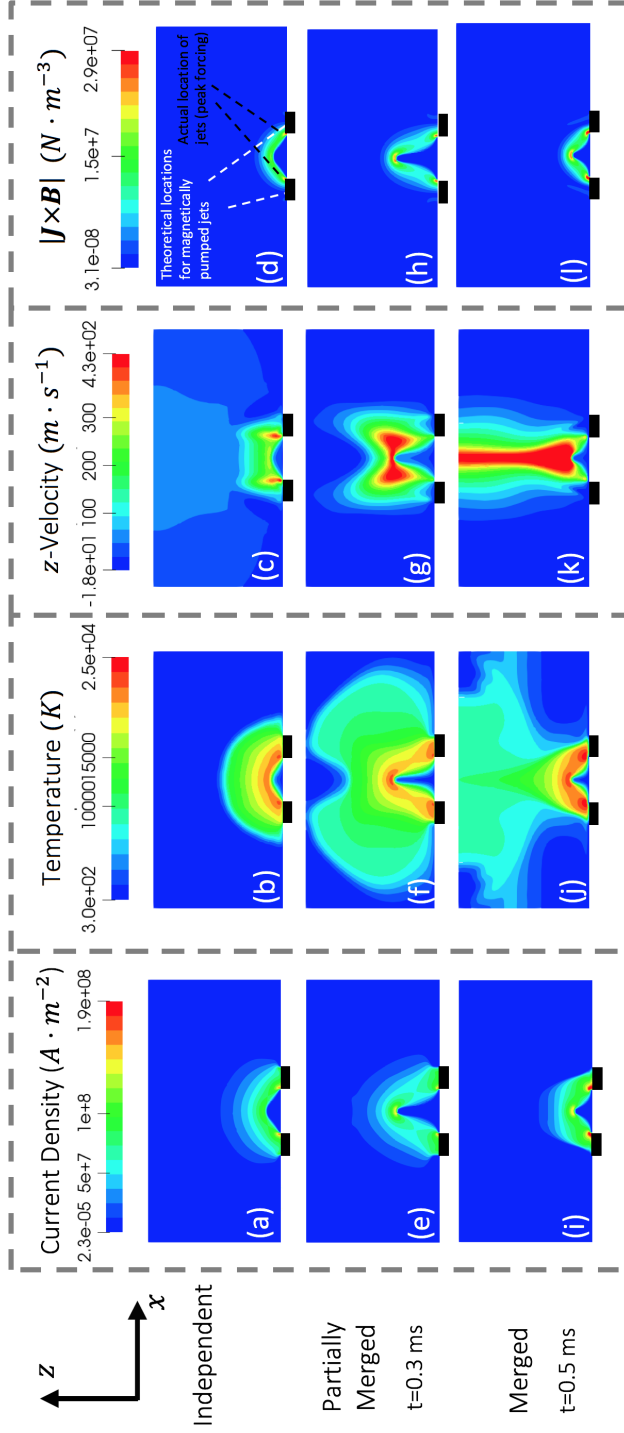 z
x
Current Density (A · m⁻²)
2.3e-05 5e+7 1e+8 1.9e+08
Temperature (K)
3.0e+02 10000 15000 2.5e+04
z-Velocity (m · s⁻¹)
-1.8e+01 100 200 300 4.3e+02
|J×B| (N · m⁻³)
3.1e-08 1.5e+7 2.9e+07
Independent
(a)
(b)
(c)
Theoretical locations
for magnetically
pumped jets
Actual location of
jets (peak forcing)
(d)
Partially
Merged
t=0.3 ms
(e)
(f)
(g)
(h)
Merged
t=0.5 ms
(i)
(j)
(k)
(l)